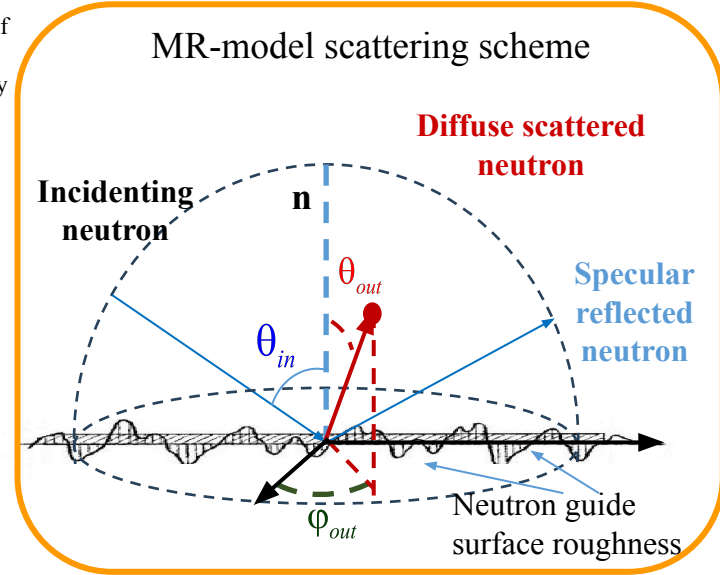 f
y
MR-model scattering scheme
Diffuse scattered
neutron
Incidenting
neutron
n
θout
Specular
reflected
neutron
θin
φout
Neutron guide
surface roughness